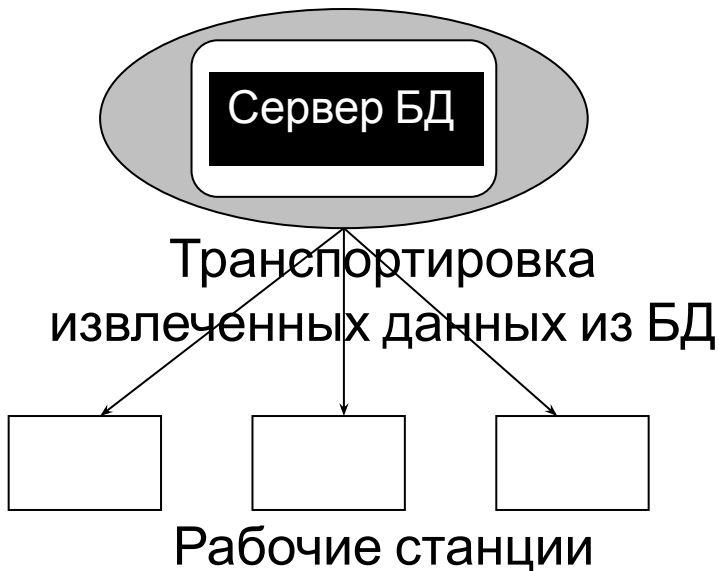 Сервер БД
Транспортировка
извлеченных данных из БД
Рабочие станции